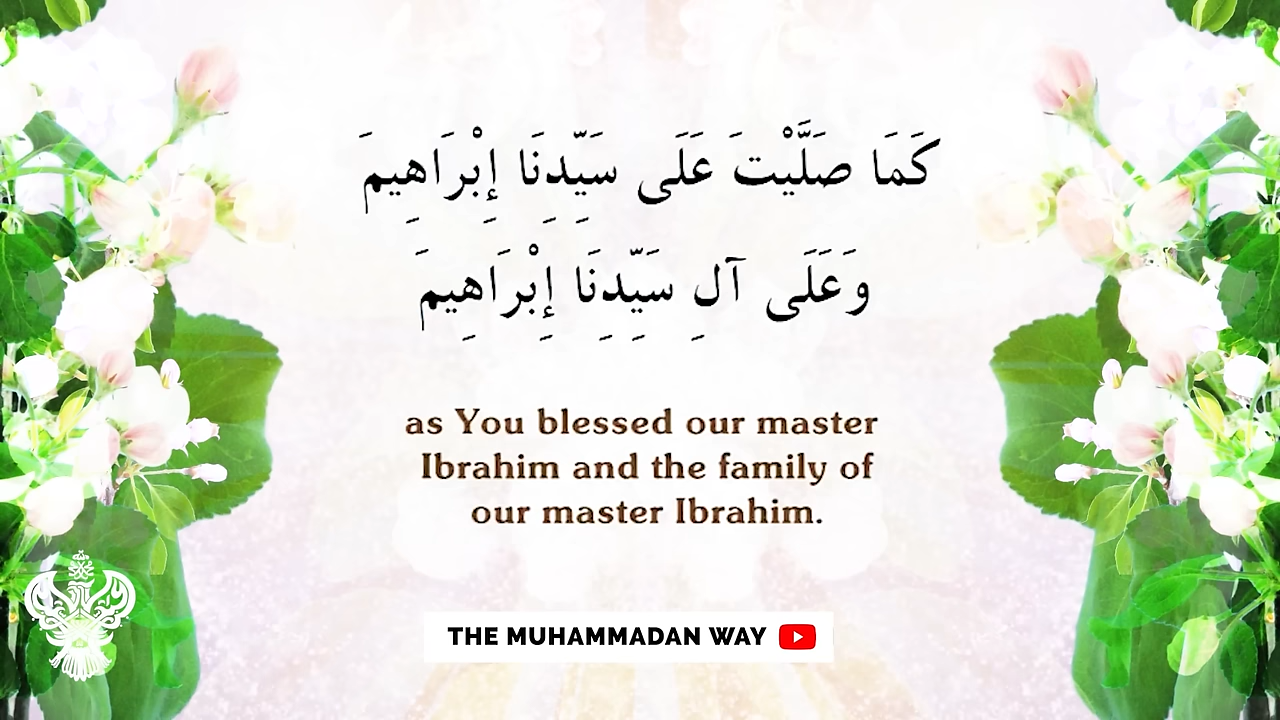 كَمَا صَلَّيْتَ عَلَى سَيِّدِنَا إِبْرَاهِيمَ
وَعَلَى آلِ سَيِّدِنَا إِبْرَاهِيمَ
as You blessed our master
Ibrahim and the family of
our master Ibrahim.
THE MUHAMMADAN WAY